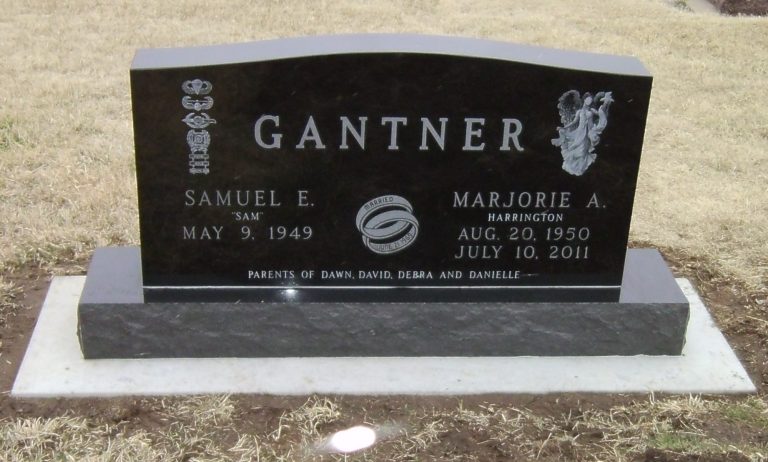 GANTNER
SAMUEL E.
"SAM"
MAY 9, 1949
MARRIED
MARJORIE A.
HARRINGTON
AUG. 20, 1950
JULY 10, 2011
PARENTS OF DAWN, DAVID, DEBRA AND DANIELLE